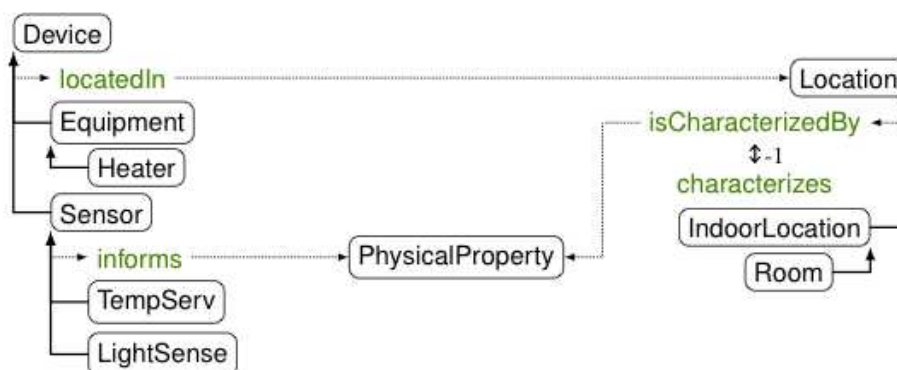 Device
locatedIn
Location
Equipment
isCharacterizedBy
-1
Heater
characterizes
Sensor
IndoorLocation
informs
PhysicalProperty
Room
TempServ
LightSense